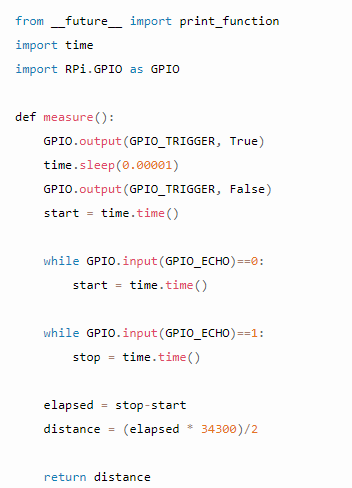 from __future__ import print_function
import time
import RPi.GPIO as GPIO

def measure():
    GPIO.output(GPIO_TRIGGER, True)
    time.sleep(0.00001)
    GPIO.output(GPIO_TRIGGER, False)
    start = time.time()

    while GPIO.input(GPIO_ECHO)==0:
        start = time.time()

    while GPIO.input(GPIO_ECHO)==1:
        stop = time.time()

    elapsed = stop-start
    distance = (elapsed * 34300)/2

    return distance